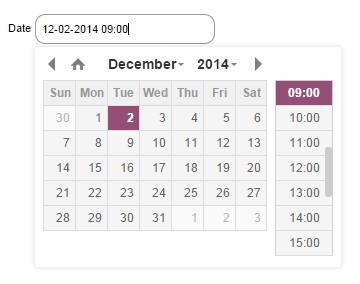 Date 12-02-2014 09:00
December 2014
Sun Mon Tue Wed Thu Fri Sat 09:00
30 1 2 3 4 5 6 10:00
7 8 9 10 11 12 13 11:00
14 15 16 17 18 19 20 12:00
21 22 23 24 25 26 27 13:00
28 29 30 31 1 2 3 14:00
15:00